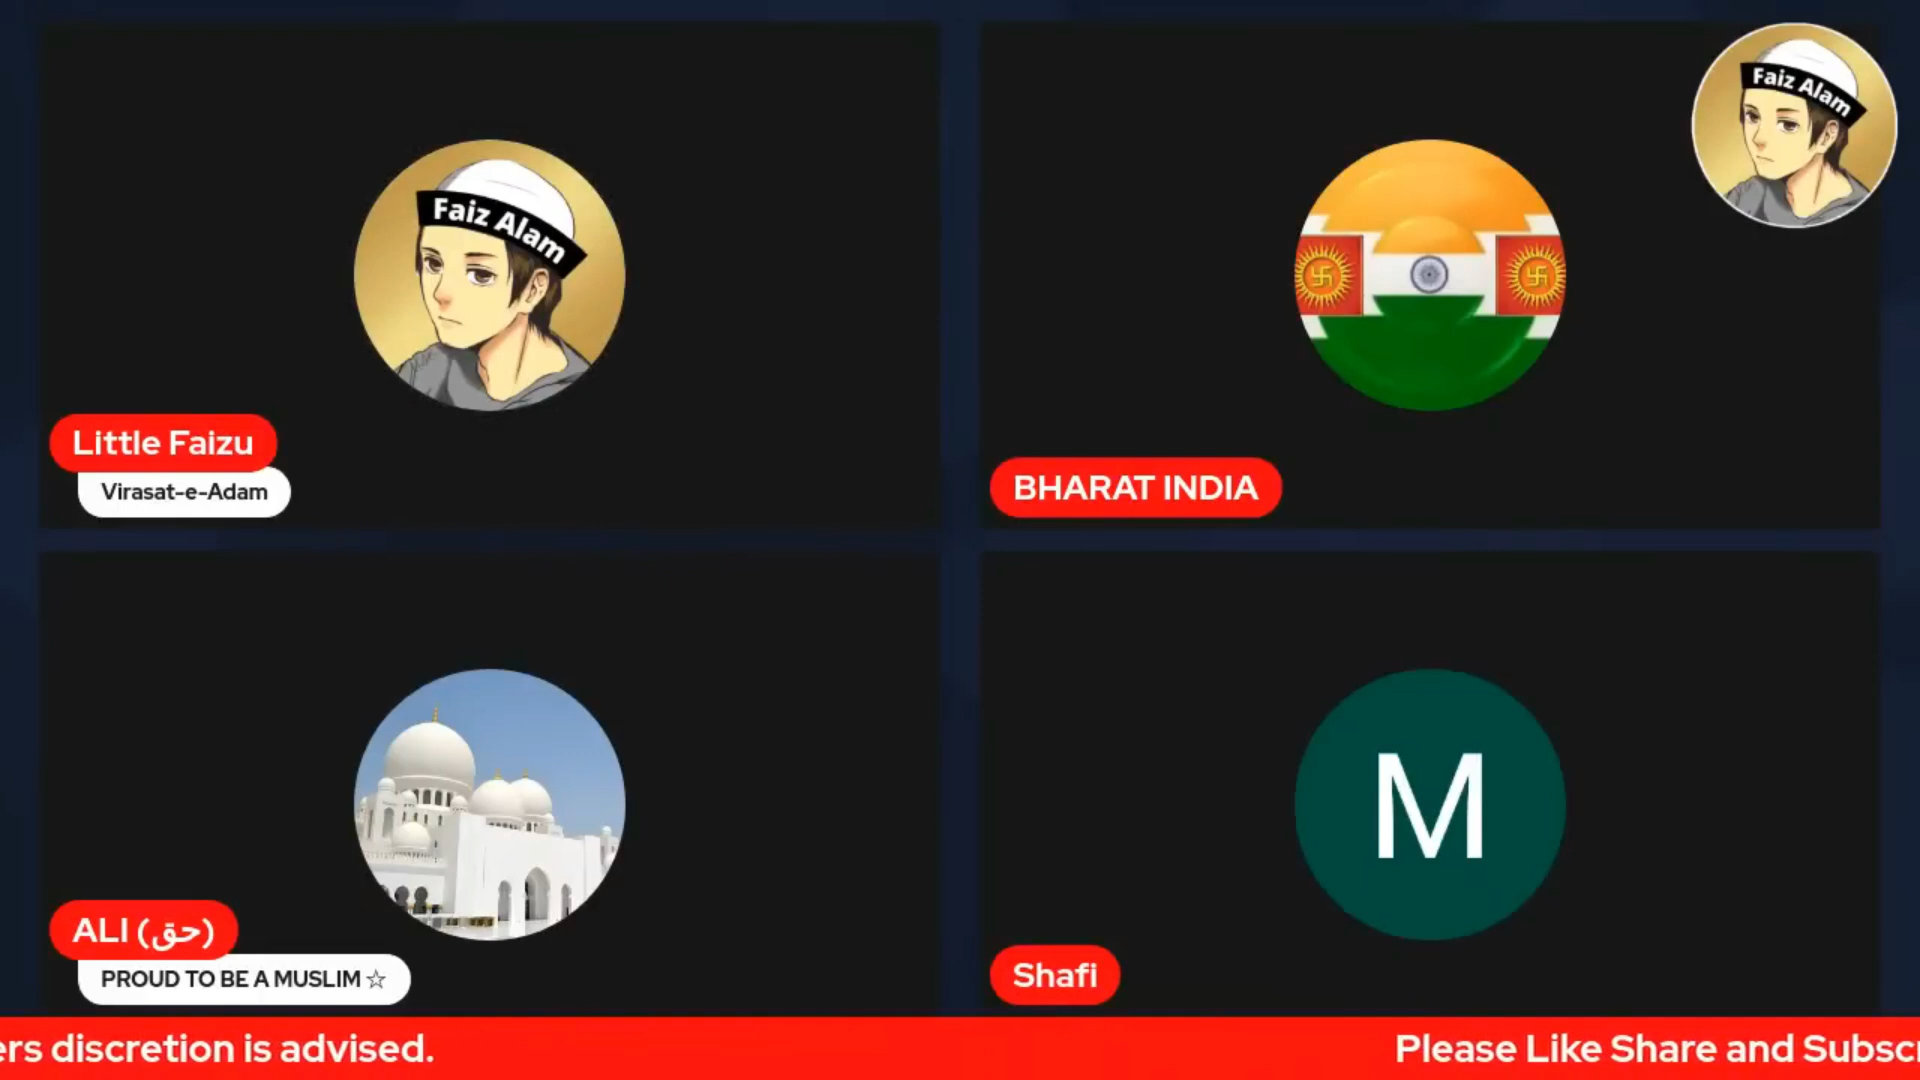 Faiz Alam
Faiz Alam
Little Faizu
Virasat-e-Adam
BHARAT INDIA
ALI (حق)
PROUD TO BE A MUSLIM ☆
M
Shafi
ers discretion is advised.
Please Like Share and Subscr